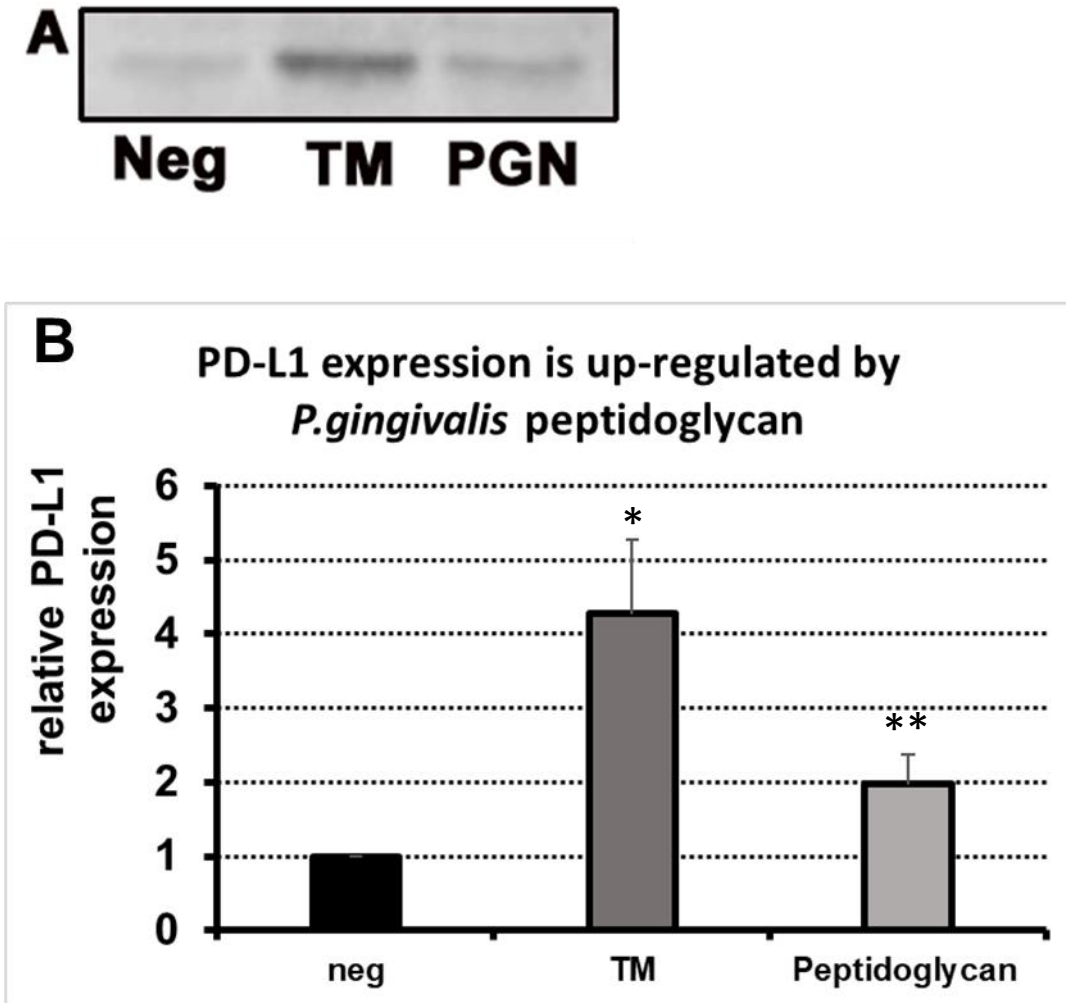 A
Neg TM PGN
B
PD-L1 expression is up-regulated by
P.gingivalis peptidoglycan
relative PD-L1
expression
6
5
4
3
2
1
0
*
**
neg TM Peptidoglycan